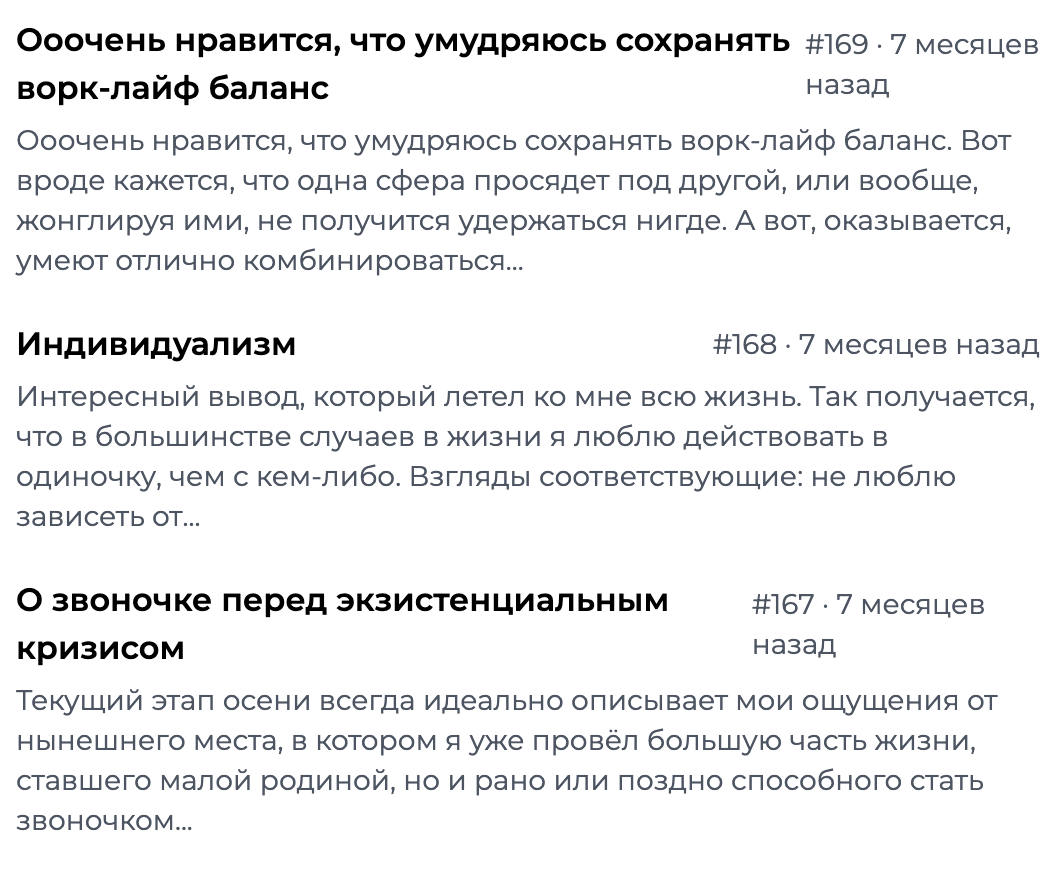 Ооочень нравится, что умудряюсь сохранять
ворк-лайф баланс
#169 · 7 месяцев
назад
Ооочень нравится, что умудряюсь сохранять ворк-лайф баланс. Вот
вроде кажется, что одна сфера просядет под другой, или вообще,
жонглируя ими, не получится удержаться нигде. А вот, оказывается,
умеют отлично комбинироваться...
Индивидуализм
#168 · 7 месяцев назад
Интересный вывод, который летел ко мне всю жизнь. Так получается,
что в большинстве случаев в жизни я люблю действовать в
одиночку, чем с кем-либо. Взгляды соответствующие: не люблю
зависеть от...
О звоночке перед экзистенциальным
кризисом
#167 · 7 месяцев
назад
Текущий этап осени всегда идеально описывает мои ощущения от
нынешнего места, в котором я уже провёл большую часть жизни,
ставшего малой родиной, но и рано или поздно способного стать
звоночком...